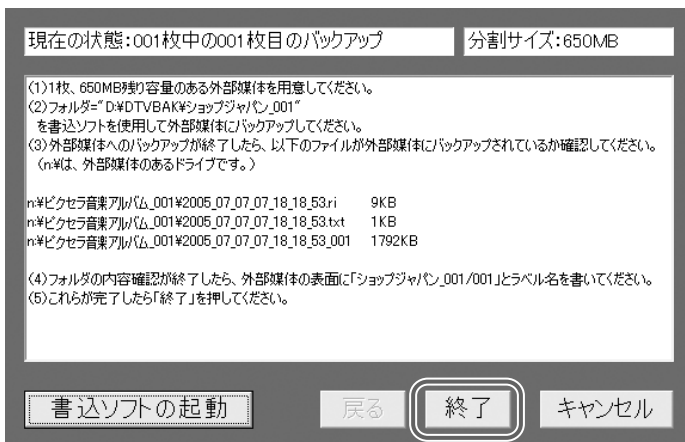 現在の状態:001枚中の001枚目のバックアップ
分割サイズ:650MB
(1)1枚、650MB残り容量のある外部媒体を用意してください。
(2)フォルダ="D:¥DTVBAK¥ショップジャパン_001"
を書込ソフトを使用して外部媒体にバックアップしてください。
(3)外部媒体へのバックアップが終了したら、以下のファイルが外部媒体にバックアップされているか確認してください。
(n:¥は、外部媒体のあるドライブです。)
n:¥ピクセラ音楽アルバム_001¥2005_07_07_07_18_18_53.ri 9KB
n:¥ピクセラ音楽アルバム_001¥2005_07_07_07_18_18_53.txt 1KB
n:¥ピクセラ音楽アルバム_001¥2005_07_07_07_18_18_53_001 1792KB
(4)フォルダの内容確認が終了したら、外部媒体の表面に「ショップジャパン_001/001」とラベル名を書いてください。
(5)これらが完了したら「終了」を押してください。
書込ソフトの起動
戻る
終了
キャンセル